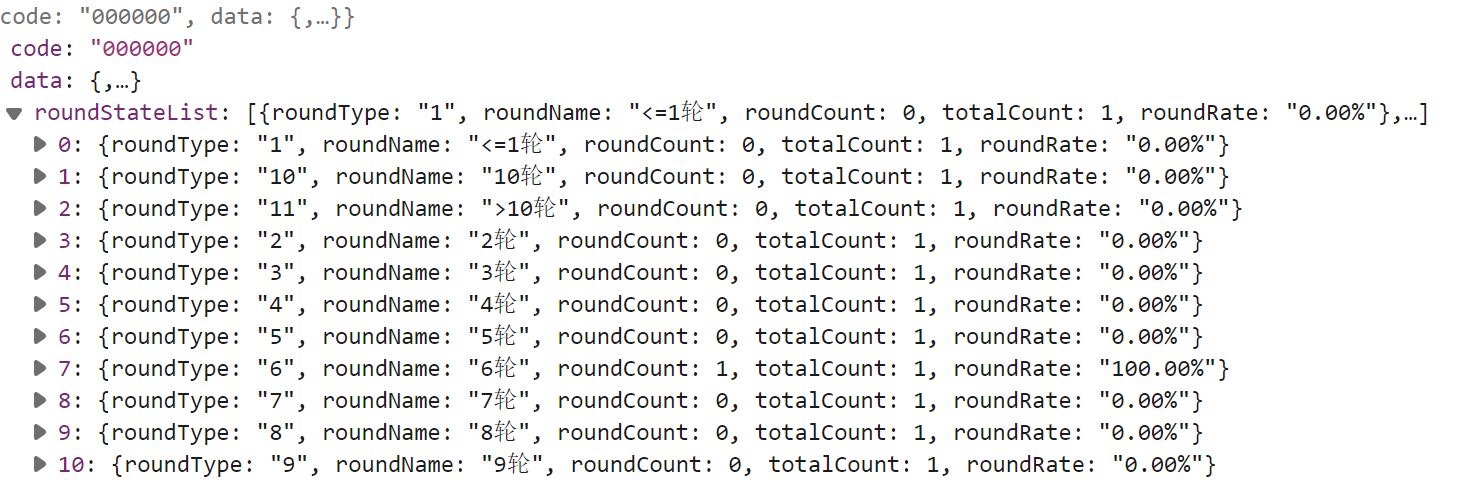 code: "000000", data: {,…}}
code: "000000"
data: {,…}
roundStateList: [{roundType: "1", roundName: "<=1轮", roundCount: 0, totalCount: 1, roundRate: "0.00%"},…]
0: {roundType: "1", roundName: "<=1轮", roundCount: 0, totalCount: 1, roundRate: "0.00%"}
1: {roundType: "10", roundName: "10轮", roundCount: 0, totalCount: 1, roundRate: "0.00%"}
2: {roundType: "11", roundName: ">10轮", roundCount: 0, totalCount: 1, roundRate: "0.00%"}
3: {roundType: "2", roundName: "2轮", roundCount: 0, totalCount: 1, roundRate: "0.00%"}
4: {roundType: "3", roundName: "3轮", roundCount: 0, totalCount: 1, roundRate: "0.00%"}
5: {roundType: "4", roundName: "4轮", roundCount: 0, totalCount: 1, roundRate: "0.00%"}
6: {roundType: "5", roundName: "5轮", roundCount: 0, totalCount: 1, roundRate: "0.00%"}
7: {roundType: "6", roundName: "6轮", roundCount: 1, totalCount: 1, roundRate: "100.00%"}
8: {roundType: "7", roundName: "7轮", roundCount: 0, totalCount: 1, roundRate: "0.00%"}
9: {roundType: "8", roundName: "8轮", roundCount: 0, totalCount: 1, roundRate: "0.00%"}
10: {roundType: "9", roundName: "9轮", roundCount: 0, totalCount: 1, roundRate: "0.00%"}